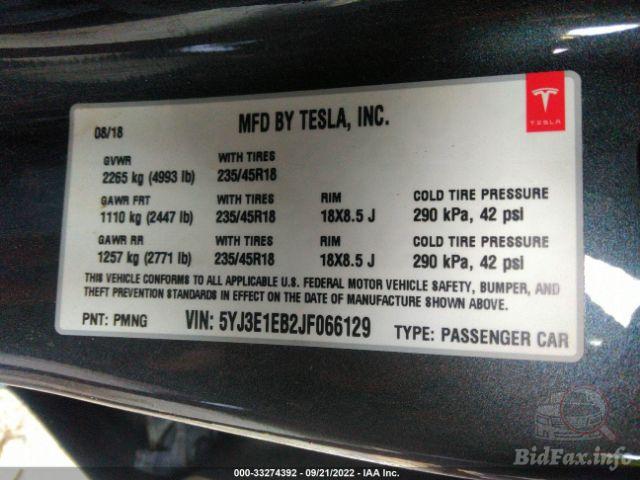 08/18 MFD BY TESLA, INC. TESLA
GVWR WITH TIRES
2265 kg (4993 lb) 235/45R18
GAWR FRT WITH TIRES RIM COLD TIRE PRESSURE
1110 kg (2447 lb) 235/45R18 18X8.5 J 290 kPa, 42 psi
GAWR RR WITH TIRES RIM COLD TIRE PRESSURE
1257 kg (2771 lb) 235/45R18 18X8.5 J 290 kPa, 42 psi
THIS VEHICLE CONFORMS TO ALL APPLICABLE U.S. FEDERAL MOTOR VEHICLE SAFETY, BUMPER, AND
THEFT PREVENTION STANDARDS IN EFFECT ON THE DATE OF MANUFACTURE SHOWN ABOVE.
PNT: PMNG VIN: 5YJ3E1EB2JF066129 TYPE: PASSENGER CAR
BidFax.info
000-33274392 - 09/21/2022 - IAA Inc.